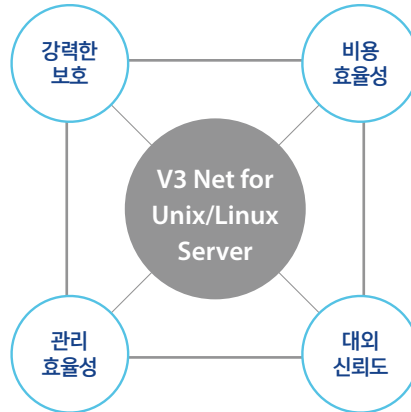 강력한
보호
비용
효율성
V3 Net for
Unix/Linux
Server
관리
효율성
대외
신뢰도